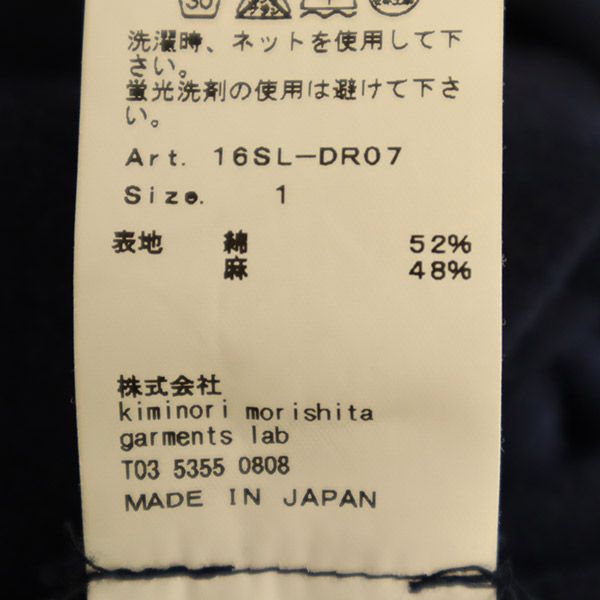 30
洗濯時、ネットを使用して下
さい。
蛍光洗剤の使用は避けて下さ
い。
Art. 16SL-DR07
Size. 1
表地 綿 52%
麻 48%
株式会社
kiminori morishita
garments lab
T03 5355 0808
MADE IN JAPAN